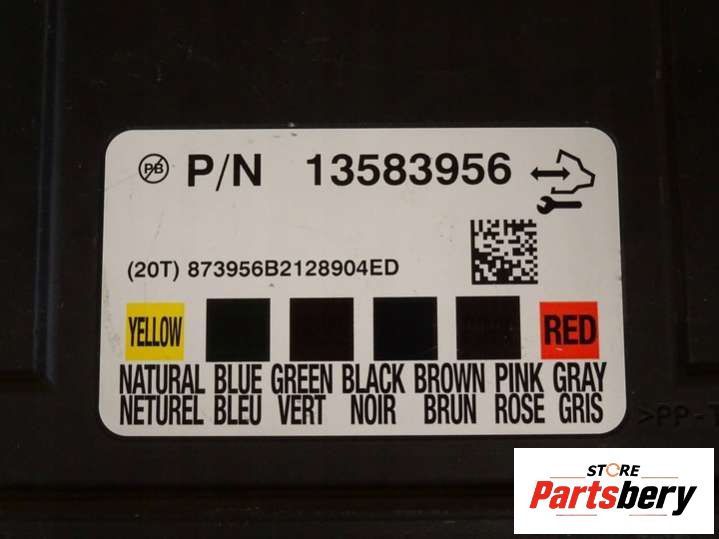 PB P/N 13583956
(20T) 873956B2128904ED
YELLOW RED
NATURAL BLUE GREEN BLACK BROWN PINK GRAY
NETUREL BLEU VERT NOIR BRUN ROSE GRIS
>PP-
STORE
Partsbery